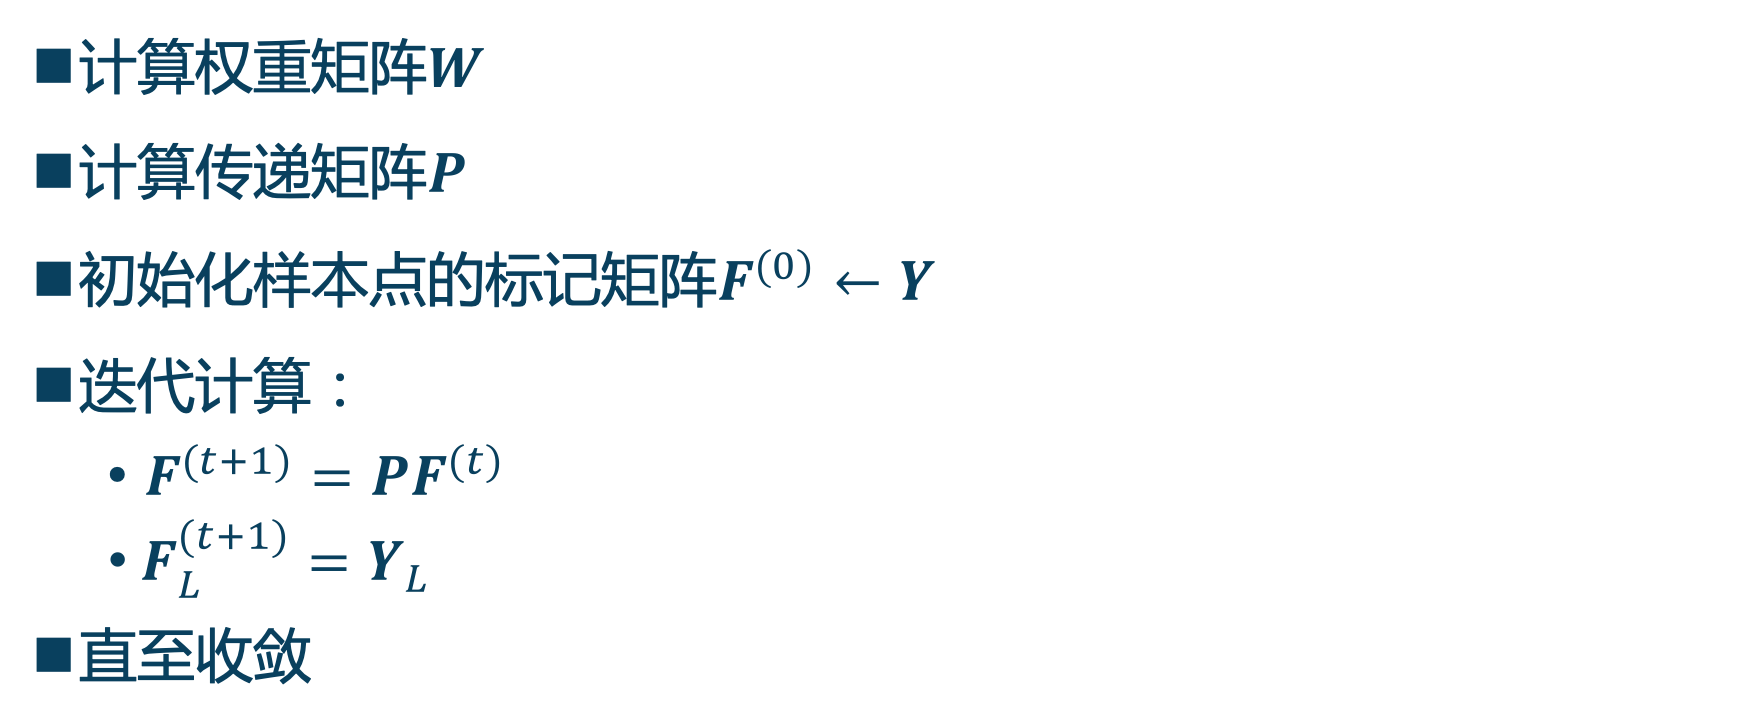 ■计算权重矩阵W
■计算传递矩阵P
■初始化样本点的标记矩阵F^(0) ← Y
■迭代计算：
• F^(t+1) = PF^(t)
• F_L^(t+1) = Y_L
■直至收敛